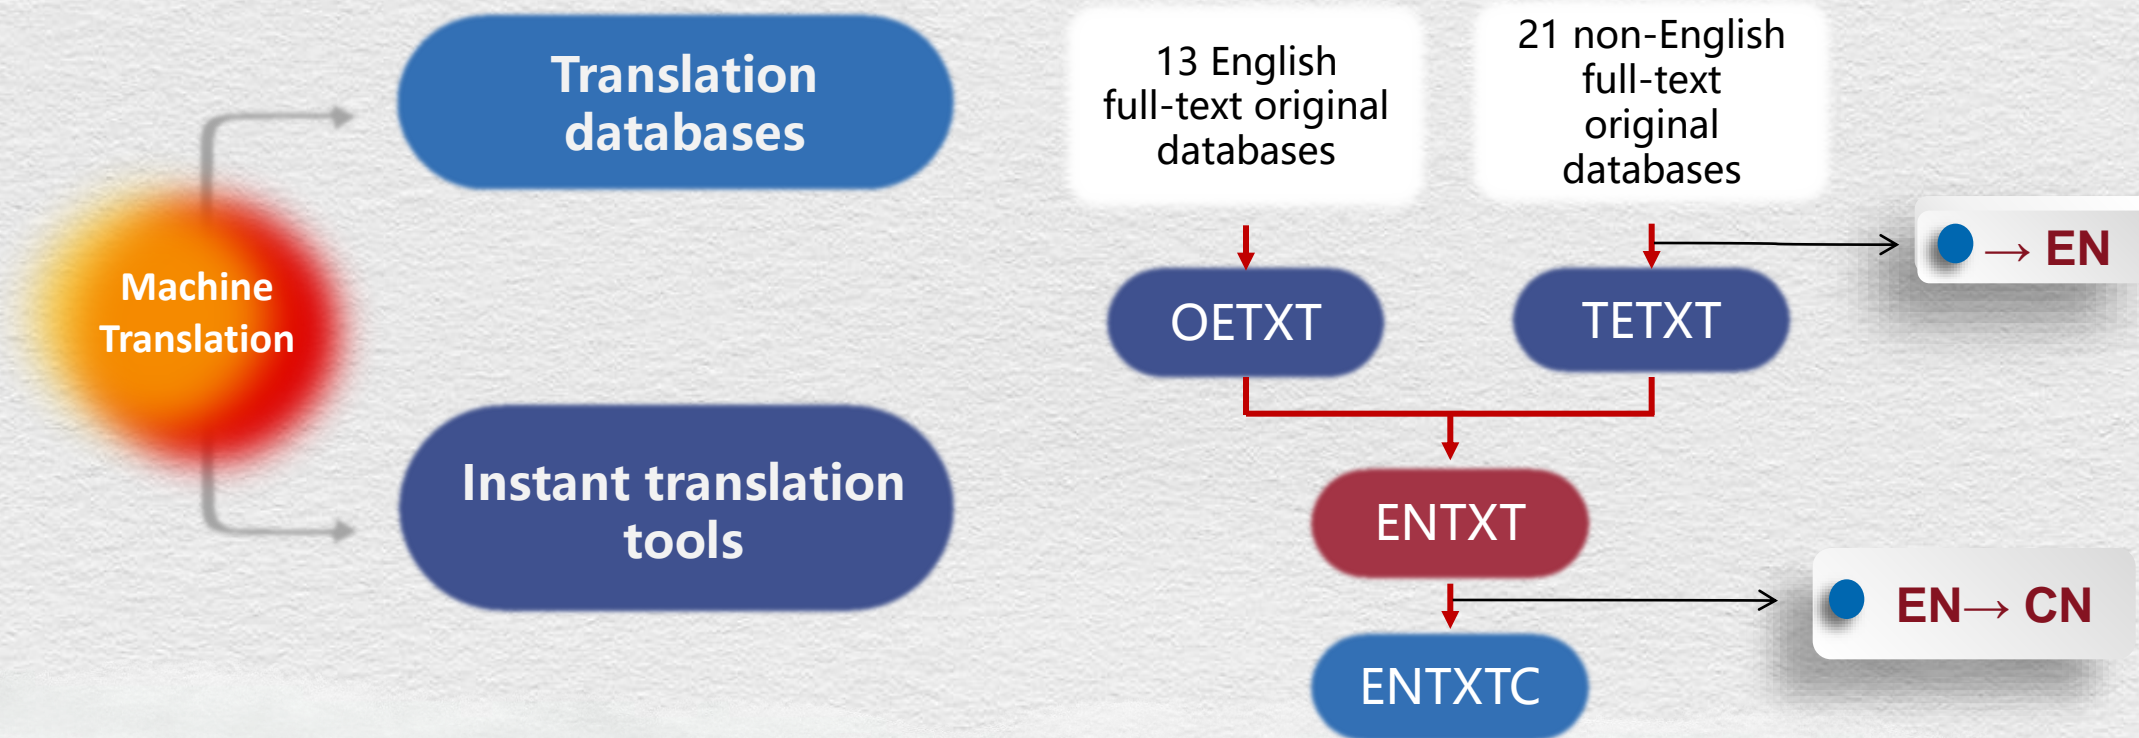 Machine
Translation
Translation
databases
Instant translation
tools
13 English
full-text original
databases
21 non-English
full-text
original
databases
→ EN
OETXT
TETXT
ENTXT
EN→ CN
ENTXTC